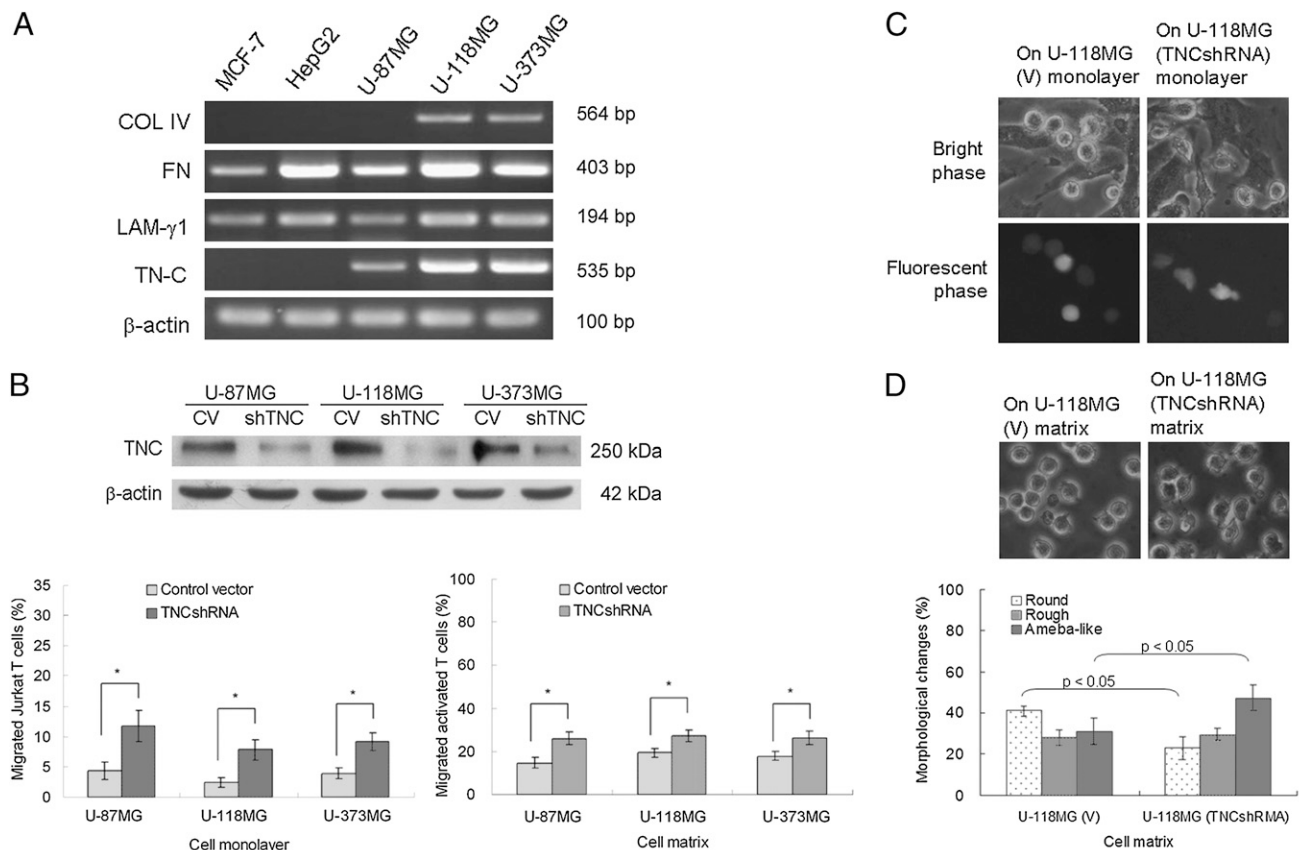 A
MCF-7
HepG2
U-87MG
U-118MG
U-373MG
COL IV
564 bp
FN
403 bp
LAM-γ1
194 bp
TN-C
535 bp
β-actin
100 bp
B
U-87MG
U-118MG
U-373MG
CV shTNC
CV shTNC
CV shTNC
TNC
250 kDa
β-actin
42 kDa
Migrated Jurkat T cells (%)
35
30
25
20
15
10
5
0
Control vector
TNCshRNA
*
*
*
U-87MG
U-118MG
U-373MG
Cell monolayer
Migrated activated T cells (%)
100
80
60
40
20
0
Control vector
TNCshRNA
*
*
*
U-87MG
U-118MG
U-373MG
Cell matrix
C
On U-118MG
(V) monolayer
On U-118MG
(TNCshRNA)
monolayer
Bright
phase
Fluorescent
phase
D
On U-118MG
(V) matrix
On U-118MG
(TNCshRNA)
matrix
Morphological changes (%)
100
80
60
40
20
0
Round
Rough
Ameba-like
p < 0.05
p < 0.05
U-118MG (V)
U-118MG (TNCshRMA)
Cell matrix